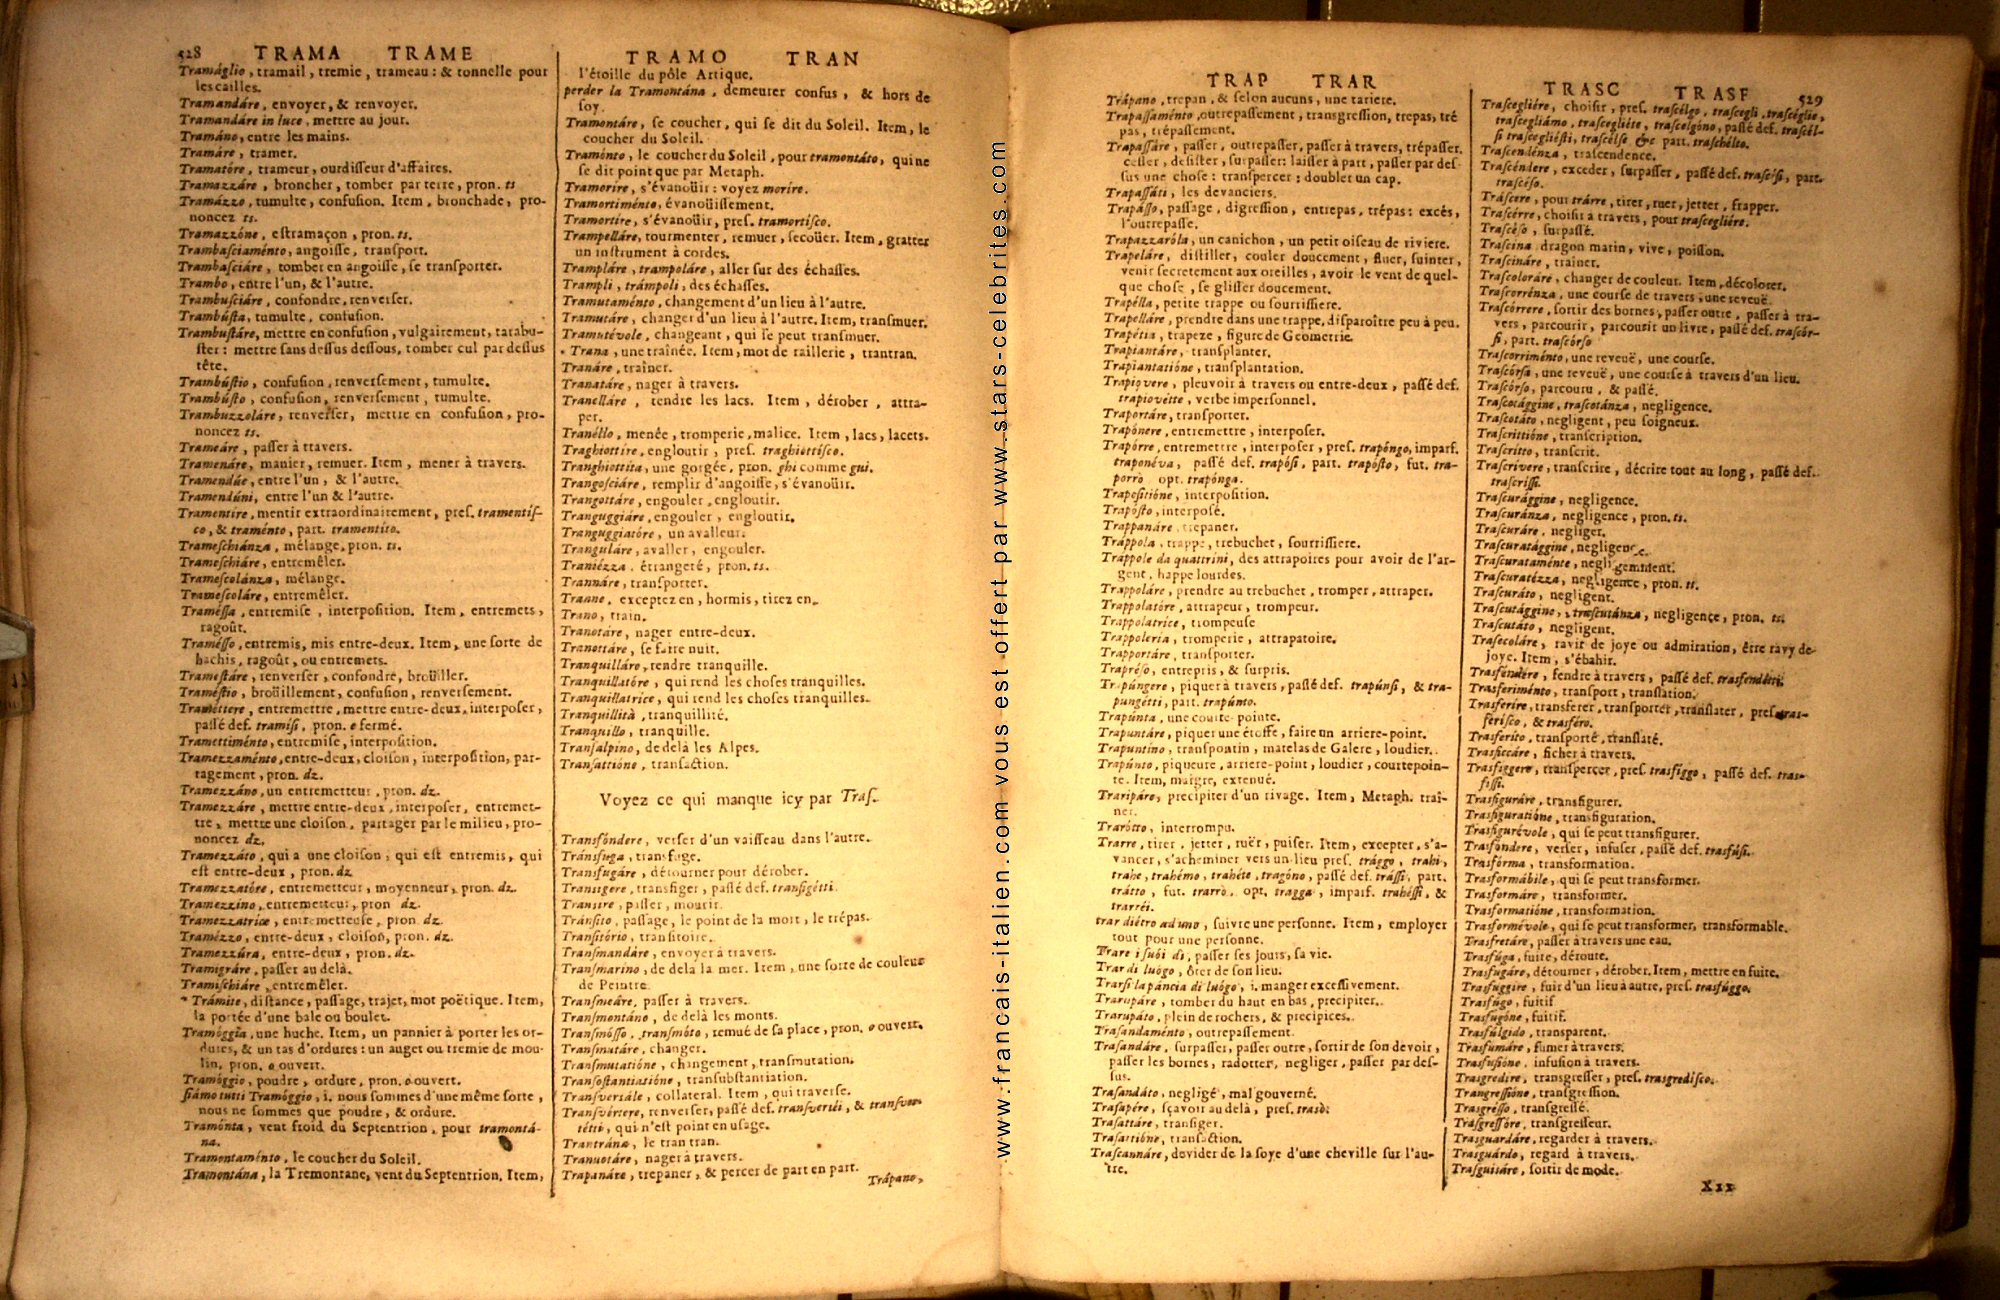 528 TRAMA TRAME
Tramáglio, tramail, tremie, trameau : & tonnelle pour
les cailles.
Tramandáre, envoyer, & renvoyer.
Tramandáre in luce, mettre au jour.
Tramáno, entre les mains.
Tramáre, tramer.
Tramatóre, trameur, ourdisseur d'affaires.
Tramazzáre, broncher, tomber par terre, pron. ts
Tramázzo, tumulte, confusion. Item, bronchade, pro-
noncez ts.
Tramazzóne, estramaçon, pron. ts.
Trambasciaménto, angoisse, transport.
Trambasciáre, tomber en angoisse, se transporter.
Trambo, entre l'un, & l'autre.
Trambusciáre, confondre, renverser.
Trambústa, tumulte, confusion.
Trambustáre, mettre en confusion, vulgairement, tarabu-
ster : mettre sans dessus dessous, tomber cul par dessus
tête.
Trambústio, confusion, renversement, tumulte.
Trambústo, confusion, renversement, tumulte.
Trambuzzoláre, renverser, mettre en confusion, pro-
noncez ts.
Trameáre, passer à travers.
Tramenáre, manier, remuer. Item, mener à travers.
Tramendúe, entre l'un, & l'autre.
Tramendúni, entre l'un & l'autre.
Tramentire, mentir extraordinairement, pres. tramentis-
co, & traménto, part. tramentito.
Trameschiánza, mélange, pron. ts.
Trameschiáre, entremêler.
Tramescolánza, mélange.
Tramescoláre, entremêler.
Tramèssa, entremise, interposition. Item, entremets,
ragoût.
Tramésso, entremis, mis entre-deux. Item, une sorte de
hachis, ragoût, ou entremets.
Tramestáre, renverser, confondre, broüiller.
Traméstio, broüillement, confusion, renversement.
Traméttere, entremettre, mettre entre-deux, interposer,
passé def. tramisi, pron. e fermé.
Tramettiménto, entremise, interposition.
Tramezzaménto, entre-deux, cloison, interposition, par-
tagement, pron. dz.
Tramezzáno, un entremetteur, pron. dz.
Tramezzáre, mettre entre-deux, interposer, entremet-
tre, mettre une cloison, partager par le milieu, pro-
noncez dz.
Tramezzáto, qui a une cloison, qui est entremis, qui
est entre-deux, pron. dz
Tramezzatóre, entremetteur, moyenneur, pron. dz.
Tramezzino, entremetteur, pron dz.
Tramezzatrice, entremetteuse, pron dz.
Tramèzzo, entre-deux, cloison, pron. dz.
Tramezzúra, entre-deux, pron. dz.
Tramigráre, passer au delà.
Tramischiáre, entremêler.
* Trámite, distance, passage, trajet, mot poëtique. Item,
la portée d'une bale ou boulet.
Tramóggia, une huche. Item, un pannier à porter les or-
dures, & un tas d'ordures : un auget ou tremie de mou-
lin, pron. o ouvert.
Tramóggio, poudre, ordure, pron. o ouvert.
siámo tutti Tramóggio, i. nous sommes d'une même sorte,
nous ne sommes que poudre, & ordure.
Tramónta, vent froid du Septentrion, pour tramontá-
na.
Tramontaménto, le coucher du Soleil.
Tramontána, la Tremontane, vent du Septentrion. Item,
TRAMO TRAN
l'étoille du pôle Artique.
perder la Tramontána, demeurer confus, & hors de
soy.
Tramontáre, se coucher, qui se dit du Soleil. Item, le
coucher du Soleil.
Tramónto, le coucher du Soleil, pour tramontáto, qui ne
se dit point que par Metaph.
Tramorire, s'évanoüir : voyez morire.
Tramortiménto, évanoüissement.
Tramortire, s'évanoüir, pres. tramortisco.
Trampelláre, tourmenter, remuer, secoüer. Item, gratter
un instrument à cordes.
Trampláre, trampoláre, aller sur des échasses.
Trampli, trámpoli, des échasses.
Tramutaménto, changement d'un lieu à l'autre.
Tramutáre, changer d'un lieu à l'autre. Item, transmuer.
Tramutévole, changeant, qui se peut transmuer.
* Trana, une traînée. Item, mot de raillerie, trantran.
Tranáre, traîner.
Tranatáre, nager à travers.
Tranelláre, tendre les lacs. Item, dérober, attra-
per.
Tranéllo, menée, tromperie, malice. Item, lacs, lacets.
Traghiottire, engloutir, pres. traghiottisco.
Tranghiottita, une gorgée, pron. ghi comme gui.
Trangosciáre, remplir d'angoisse, s'évanoüir.
Trangottáre, engouler, engloutir.
Tranguggiáre, engouler, engloutir.
Tranguggiatóre, un avalleur.
Tranguláre, avaller, engouler.
Traniézza, étrangeté, pron. ts.
Trannáre, transporter.
Tranne, exceptez en, hormis, tirez en.
Trano, train.
Tranotáre, nager entre-deux.
Tranottáre, se faire nuit.
Tranquilláre, rendre tranquille.
Tranquillatóre, qui rend les choses tranquilles.
Tranquillatrice, qui rend les choses tranquilles.
Tranquillità, tranquillité.
Tranquillo, tranquille.
Transalpino, de delà les Alpes.
Transattióne, transaction.
Voyez ce qui manque icy par Tras.
Transfóndere, verser d'un vaisseau dans l'autre.
Tránsfuga, transfuge.
Transfugáre, détourner pour dérober.
Transigere, transiger, passé def. transigétti.
Transire, passer, mourir.
Tránsito, passage, le point de la mort, le trépas.
Transitório, transitoire.
Transmandáre, envoyer à travers.
Transmarino, de delà la mer. Item, une sorte de couleur
de Peintre.
Transmeáre, passer à travers.
Transmontáno, de delà les monts.
Transmósso, transmóto, remué de sa place, pron. o ouvert.
Transmutáre, changer.
Transmutatióne, changement, transmutation.
Transostantiatióne, transubstantiation.
Transversále, collateral. Item, qui traverse.
Transvértere, renverser, passé def. transvertéi, & transver-
tétti, qui n'est point en usage.
Trantrána, le tran tran.
Tranuotáre, nager à travers.
Trapanáre, trepaner, & percer de part en part.
Trápano,
www.francais-italien.com vous est offert par www.stars-celebrites.com
TRAP TRAR
Trápano, trepan, & selon aucuns, une tariere.
Trapassaménto, outrepassement, transgression, trepas, tré
pas, trépassement.
Trapassáre, passer, outrepasser, passer à travers, trépasser.
cesser, desister, surpasser: laisser à part, passer par des-
sus une chose : transpercer ; doubler un cap.
Trapassáti, les devanciers.
Trapásso, passage, digression, entrepas, trépas : excés,
l'outrepasse.
Trapazzaróla, un canichon, un petit oiseau de riviere.
Trapeláre, distiller, couler doucement, fluer, suinter,
venir secretement aux oreilles, avoir le vent de quel-
que chose, se glisser doucement.
Trapélla, petite trappe ou sourrissiere.
Trapelláre, prendre dans une trappe, disparoître peu à peu.
Trapétia, trapeze, figure de Geometrie.
Trapiantáre, transplanter.
Trapiantatióne, transplantation.
Trapiovere, pleuvoir à travers ou entre-deux, passé def.
trapiovétte, verbe impersonnel.
Traportáre, transporter.
Trapónere, entremettre, interposer.
Trapórre, entremettre, interposer, pres. trapóngo, imparf.
traponéva, passé def. trapósi, part. trapósto, fut. tra-
porrò opt. trapónga.
Trapositióne, interposition.
Trapósto, interposé.
Trappanáre, trepaner.
Tráppola, trappe, trebuchet, sourrissiere.
Trappole da quattrini, des attrapoires pour avoir de l'ar-
gent, happelourdes.
Trappoláre, prendre au trebuchet, tromper, attraper.
Trappolatóre, attrapeur, trompeur.
Trappolatrice, trompeuse
Trappoleria, tromperie, attrapatoire.
Trapportáre, transporter.
Trapréso, entrepris, & surpris.
Trapúngere, piquer à travers, passé def. trapúnsi, & tra-
pungétti, part. trapúnto.
Trapúnta, une courte-pointe.
Trapuntáre, piquer une étoffe, faire un arriere-point.
Trapuntino, transpontin, matelas de Galere, loudier.
Trapúnto, piqueure, arriere-point, loudier, courtepoin-
te. Item, maigre, extenué.
Traripáre, precipiter d'un rivage. Item, Metaph. traî-
ner.
Trarótto, interrompu.
Trarre, tirer, jetter, ruër, puiser. Item, excepter, s'a-
vancer, s'acheminer vers un lieu pres. trággo, trahi,
trahe, trahémo, trahéte, tragóno, passé def. trássi, part.
trátto, fut. trarrò, opt. tragga, imparf. trahéssi, &
trarréi.
trar diétro ad uno, suivre une personne. Item, employer
tout pour une personne.
Trare i suói dì, passer ses jours, sa vie.
Trar di luógo, ôter de son lieu.
Trarsi la páncia di luógo, i. manger excessivement.
Trarupáre, tomber du haut en bas, precipiter.
Trarupáto, plein de rochers, & precipices.
Trasandaménto, outrepassement.
Trasandáre, surpasser, passer outre, sortir de son devoir,
passer les bornes, radotter, negliger, passer par des-
sus.
Trasandáto, negligé, mal gouverné.
Trasapére, sçavoir au delà, pres. trasò.
Trasattáre, transiger.
Trasattióne, transaction.
Trascannáre, devider de la soye d'une cheville sur l'au-
tre.
TRASC TRASF 529
Trascegliére, choisir, pres. trascélgo, trascegli, trascéglie,
trascegliámo, trascegliéte, trascelgóno, passé def. trascél-
si trascegliésti, trascélse &c part. traschélto.
Trascendénza, trascendence.
Trascéndere, exceder, surpasser, passé def. trascési, part.
trascéso.
Tráscere, pour trárre, tirer, ruer, jetter, frapper.
Trascérre, choisir à travers, pour trascegliére.
Trascéso, surpassé.
Trascina dragon marin, vive, poisson.
Trascináre, traîner.
Trascoloráre, changer de couleur. Item, décolorer.
Trascorrénza, une course de travers, une reveuë.
Trascórrere, sortir des bornes, passer outre, passer à tra-
vers, parcourir, parcourir un livre, passé def. trascór-
si, part. trascórso
Trascorriménto, une reveuë, une course.
Trascórsa, une reveuë, une course à travers d'un lieu.
Trascórso, parcouru, & passé.
Trascotággine, trascotánza, negligence.
Trascotáto, negligent, peu soigneux.
Trascrittióne, transcription.
Trascritto, transcrit.
Trascrivere, transcrire, décrire tout au long, passé def.
trascrissi.
Trascurággine, negligence.
Trascuránza, negligence, pron. ts.
Trascuráre, negliger.
Trascuratággine, negligence.
Trascurataménte, negligemment.
Trascuratézza, negligence, pron. ts.
Trascuráto, negligent.
Trascutággine, trascutánza, negligence, pron. ts.
Trascutáto, negligent.
Trasecoláre, ravir de joye ou admiration, être ravy de
joye. Item, s'ébahir.
Trasféndere, fendre à travers, passé def. trasfendétti.
Trasferiménto, transport, translation.
Trasferire, transferer, transporter, translater, pres. tras-
ferisco, & trasféro.
Trasferito, transporté, translaté.
Trasficcáre, ficher à travers.
Trasfiggere, transpercer, pres. trasfiggo, passé def. tras-
fissi.
Trasfiguráre, transfigurer.
Trasfiguratióne, transfiguration.
Trasfigurévole, qui se peut transfigurer.
Trasfóndere, verser, infuser, passé def. trasfúsi.
Trasfórma, transformation.
Trasformábile, qui se peut transformer.
Trasformáre, transformer.
Trasformatióne, transformation.
Trasformévole, qui se peut transformer, transformable.
Trasfretáre, passer à travers une eau.
Trasfúga, fuite, déroute.
Trasfugáre, détourner, dérober. Item, mettre en fuite.
Trasfuggire, fuir d'un lieu à autre, pres. trasfúggo.
Trasfúgo, fuitif
Trasfugóne, fuitif.
Trasfúlgido, transparent.
Trasfumáre, fumer à travers.
Trasfusióne, infusion à travers.
Trasgredire, transgresser, pres. trasgredisco.
Trangressióne, transgression.
Trasgrésso, transgressé.
Trasgressóre, transgresseur.
Trasguardáre, regarder à travers.
Trasguárdo, regard à travers.
Trasguisáre, sortir de mode.
Xxx